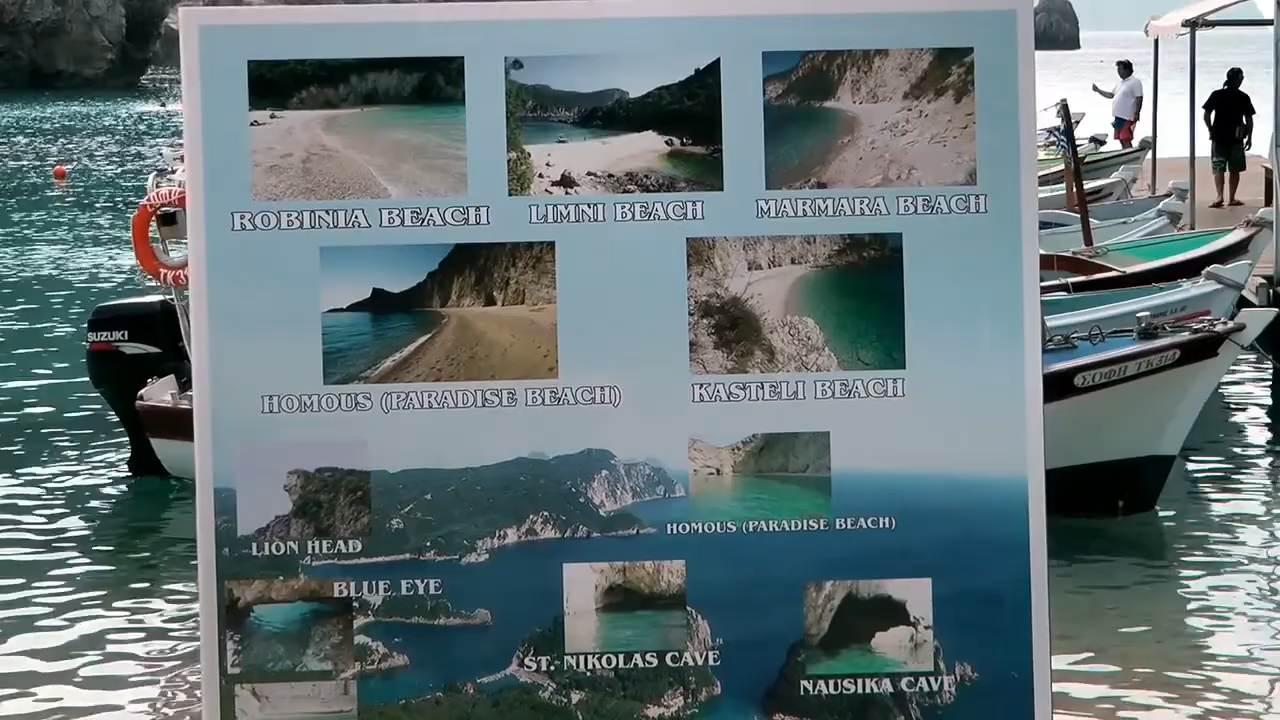 ROBINIA BEACH
LIMNI BEACH
MARMARA BEACH
HOMOUS (PARADISE BEACH)
KASTELI BEACH
LION HEAD
HOMOUS (PARADISE BEACH)
BLUE EYE
ST. NIKOLAS CAVE
NAUSIKA CAVE
SUZUKI
ΣΟΦΗ ΤΚ314